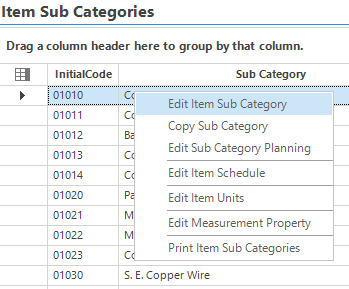 Item Sub Categories
Drag a column header here to group by that column.
InitialCode Sub Category
01010
01011
01012
01013
01014
01020
01021
01022
01023
01030 S. E. Copper Wire
Edit Item Sub Category
Copy Sub Category
Edit Sub Category Planning
Edit Item Schedule
Edit Item Units
Edit Measurement Property
Print Item Sub Categories